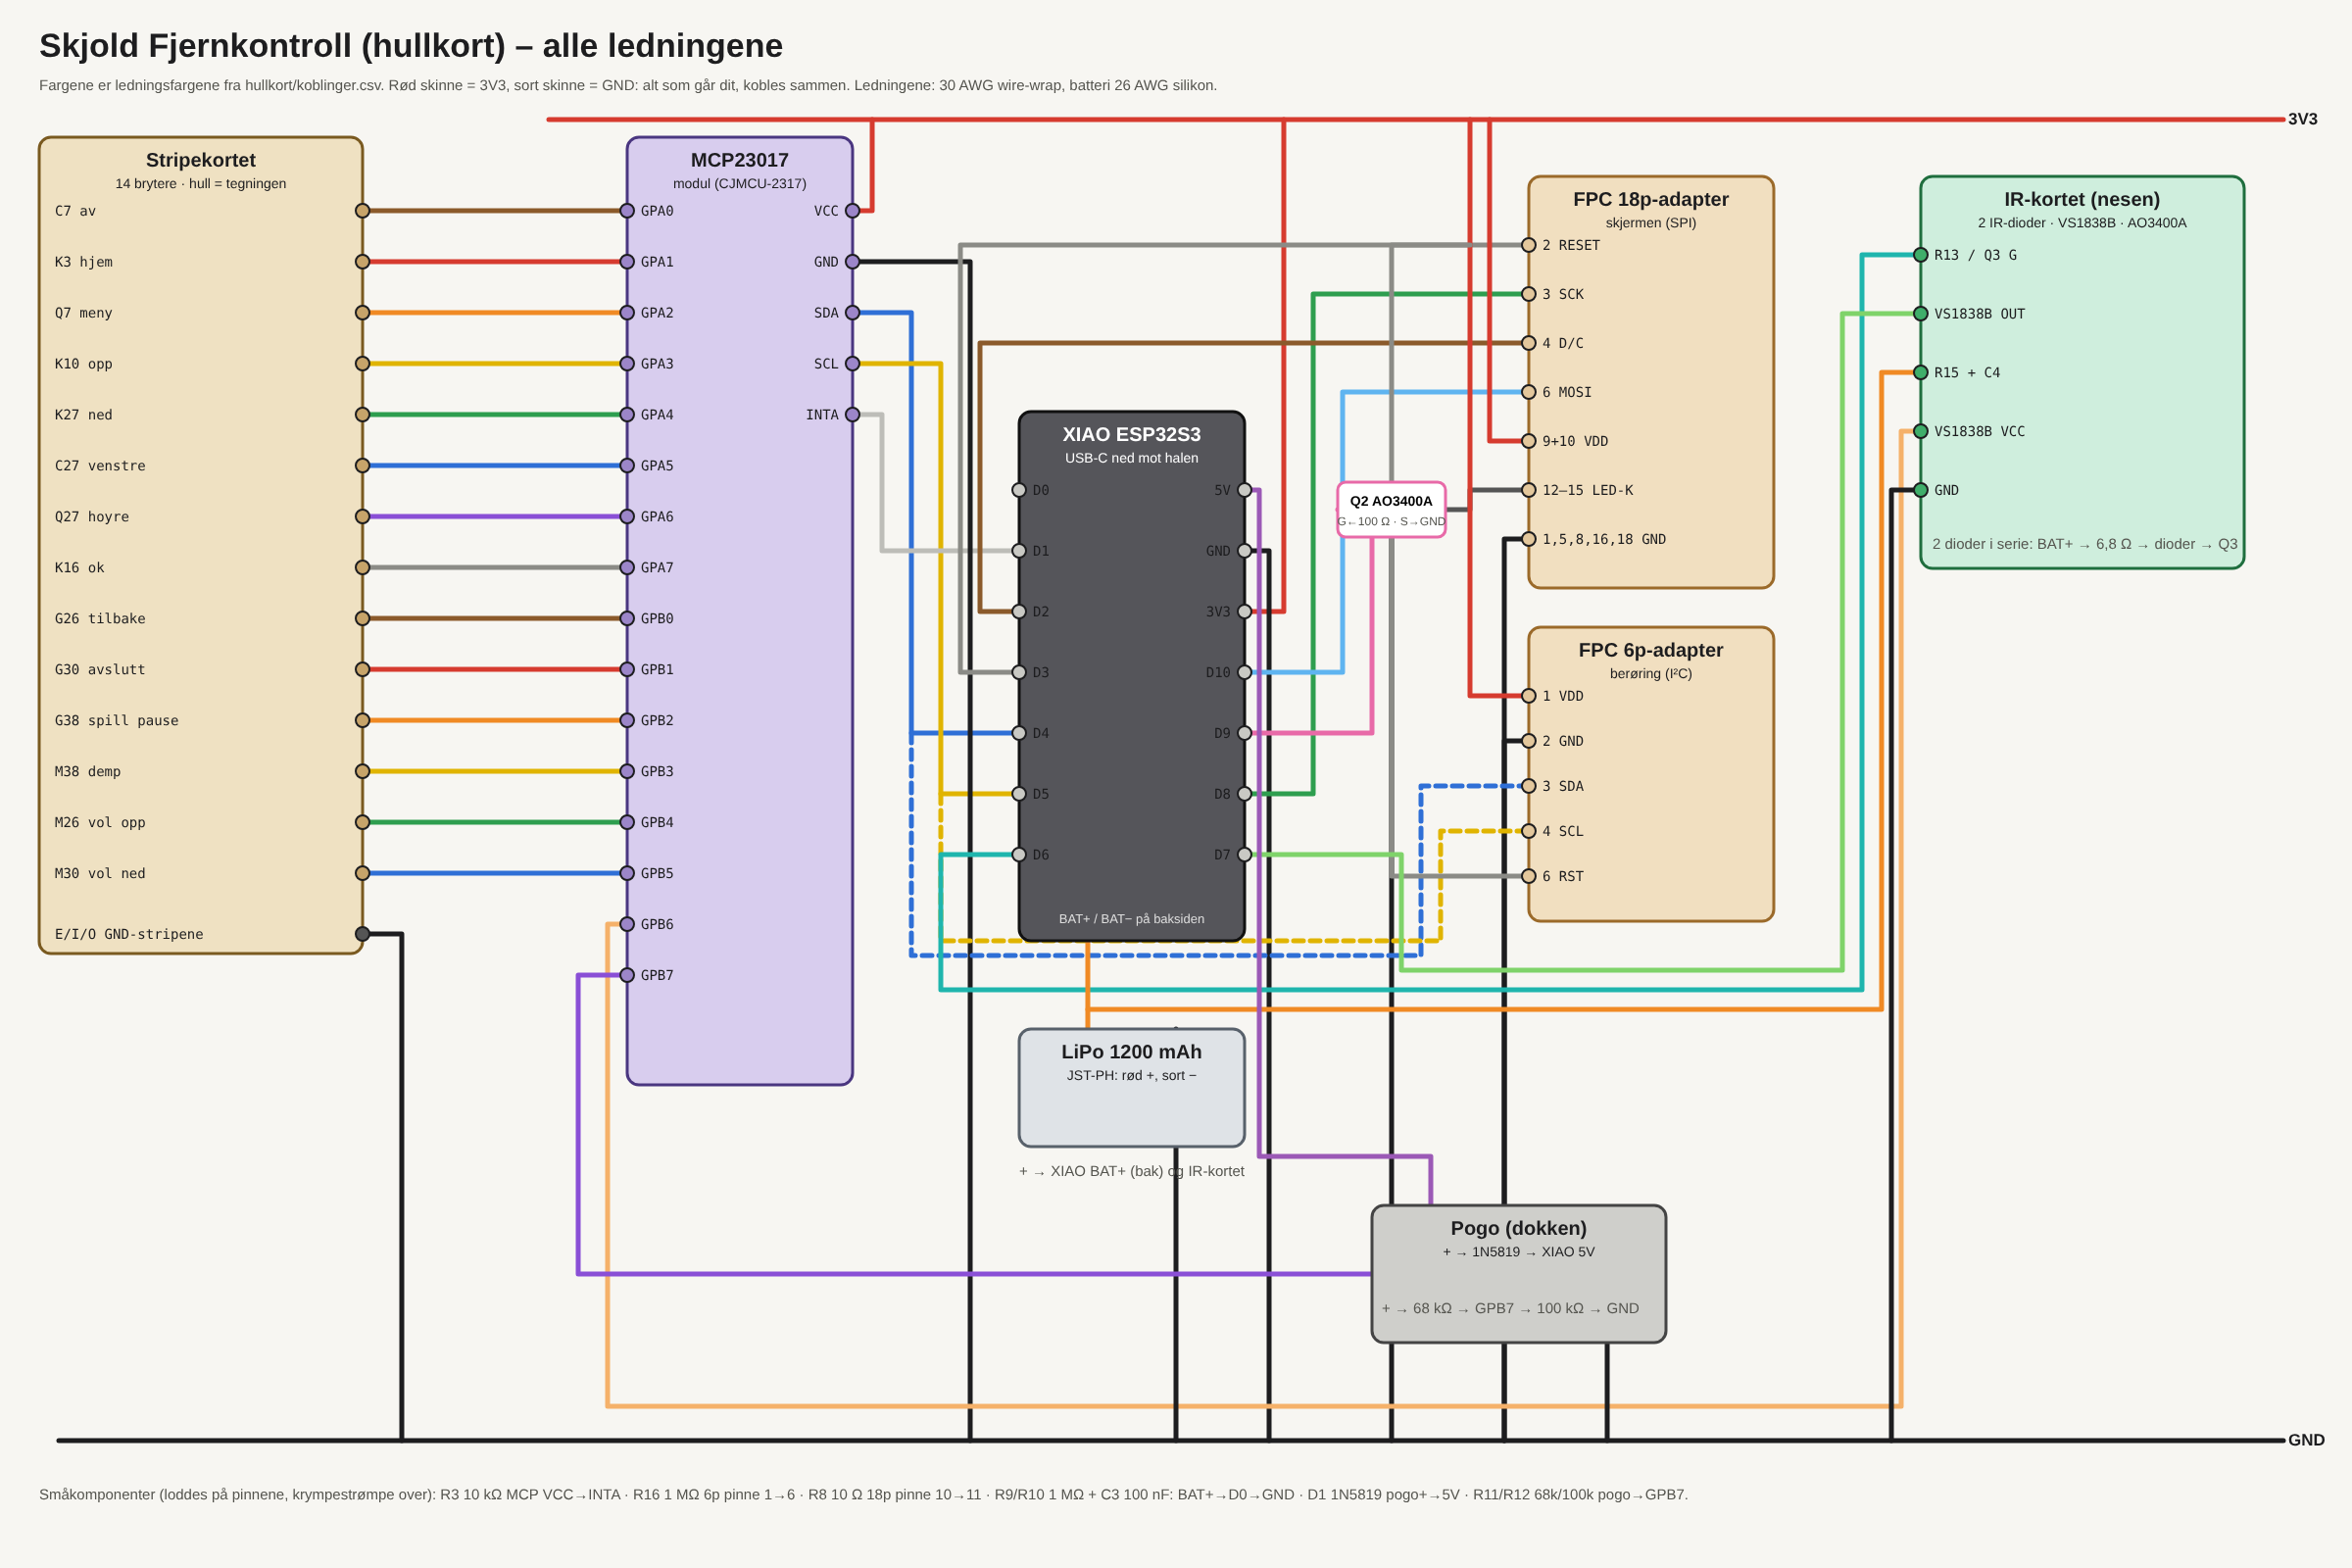 Skjold Fjernkontroll (hullkort) – alle ledningene
Fargene er ledningsfargene fra hullkort/koblinger.csv. Rød skinne = 3V3, sort skinne = GND: alt som går dit, kobles sammen. Ledningene: 30 AWG wire-wrap, batteri 26 AWG silikon.
3V3
Stripekortet
14 brytere · hull = tegningen
C7 av
K3 hjem
Q7 meny
K10 opp
K27 ned
C27 venstre
Q27 hoyre
K16 ok
G26 tilbake
G30 avslutt
G38 spill pause
M38 demp
M26 vol opp
M30 vol ned
E/I/O GND-stripene
MCP23017
modul (CJMCU-2317)
GPA0
GPA1
GPA2
GPA3
GPA4
GPA5
GPA6
GPA7
GPB0
GPB1
GPB2
GPB3
GPB4
GPB5
GPB6
GPB7
VCC
GND
SDA
SCL
INTA
XIAO ESP32S3
USB-C ned mot halen
D0
D1
D2
D3
D4
D5
D6
5V
GND
3V3
D10
D9
D8
D7
BAT+ / BAT− på baksiden
Q2 AO3400A
G←100 Ω · S→GND
FPC 18p-adapter
skjermen (SPI)
2 RESET
3 SCK
4 D/C
6 MOSI
9+10 VDD
12–15 LED-K
1,5,8,16,18 GND
FPC 6p-adapter
berøring (I²C)
1 VDD
2 GND
3 SDA
4 SCL
6 RST
IR-kortet (nesen)
2 IR-dioder · VS1838B · AO3400A
R13 / Q3 G
VS1838B OUT
R15 + C4
VS1838B VCC
GND
2 dioder i serie: BAT+ → 6,8 Ω → dioder → Q3
LiPo 1200 mAh
JST-PH: rød +, sort −
+ → XIAO BAT+ (bak) og IR-kortet
Pogo (dokken)
+ → 1N5819 → XIAO 5V
+ → 68 kΩ → GPB7 → 100 kΩ → GND
GND
Småkomponenter (loddes på pinnene, krympestrømpe over): R3 10 kΩ MCP VCC→INTA · R16 1 MΩ 6p pinne 1→6 · R8 10 Ω 18p pinne 10→11 · R9/R10 1 MΩ + C3 100 nF: BAT+→D0→GND · D1 1N5819 pogo+→5V · R11/R12 68k/100k pogo→GPB7.